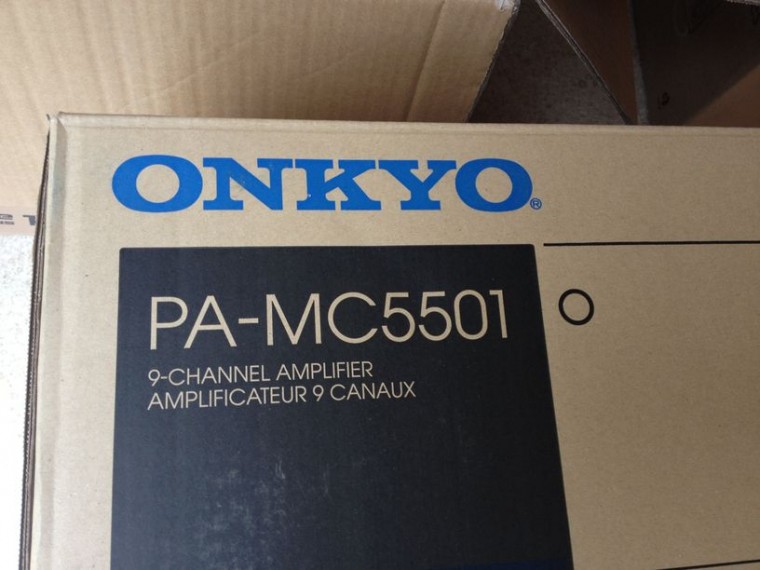 ONKYO®
PA-MC5501
9-CHANNEL AMPLIFIER
AMPLIFICATEUR 9 CANAUX